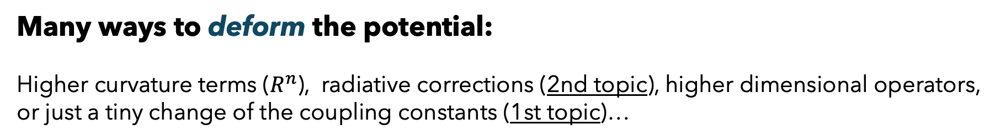 Many ways to deform the potential:
Higher curvature terms (Rⁿ), radiative corrections (2nd topic), higher dimensional operators,
or just a tiny change of the coupling constants (1st topic)…